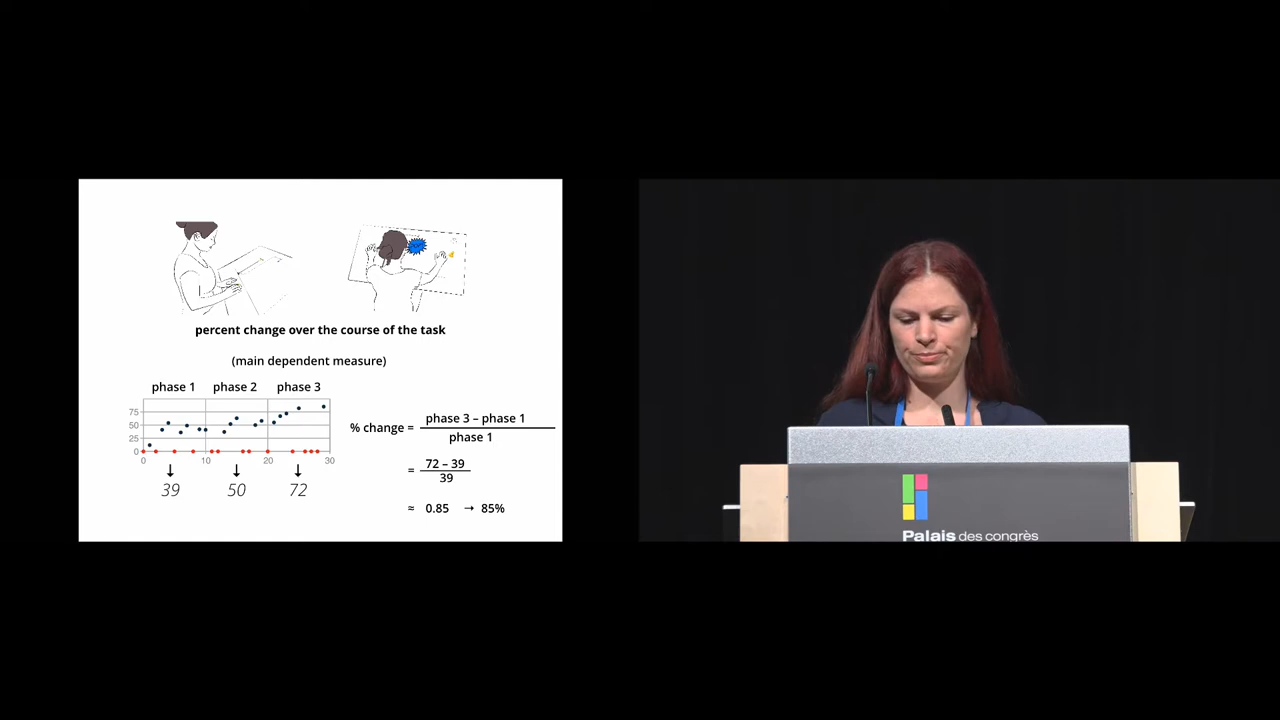 percent change over the course of the task
(main dependent measure)
phase 1 phase 2 phase 3
75
50
25
0
0 10 20 30
39 50 72
% change = phase 3 – phase 1
phase 1
= 72 – 39
39
≈ 0.85 → 85%
Palais des congrès